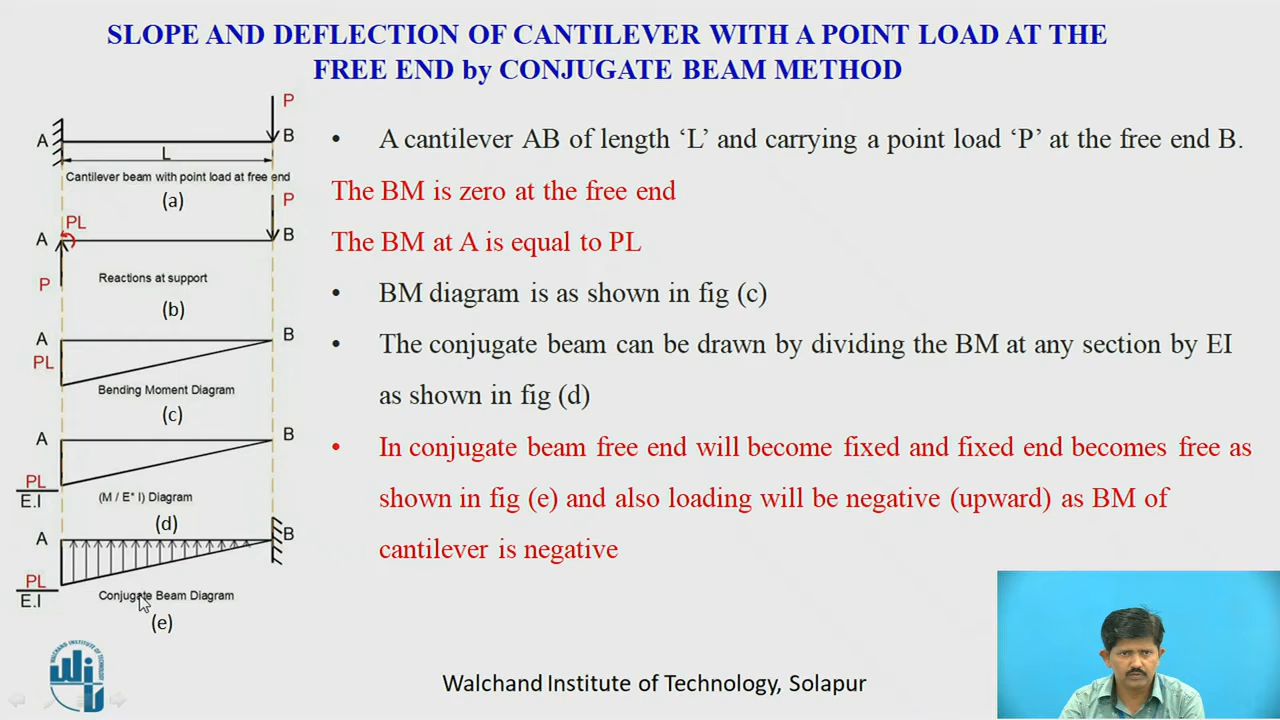 SLOPE AND DEFLECTION OF CANTILEVER WITH A POINT LOAD AT THE
FREE END by CONJUGATE BEAM METHOD
P
A
B
L
Cantilever beam with point load at free end
(a)
P
PL
A
B
P
Reactions at support
(b)
A
B
PL
Bending Moment Diagram
(c)
A
B
PL
E.I
(M / E* I) Diagram
(d)
A
B
PL
E.I
Conjugate Beam Diagram
(e)
• A cantilever AB of length ‘L’ and carrying a point load ‘P’ at the free end B.
The BM is zero at the free end
The BM at A is equal to PL
• BM diagram is as shown in fig (c)
• The conjugate beam can be drawn by dividing the BM at any section by EI
as shown in fig (d)
• In conjugate beam free end will become fixed and fixed end becomes free as
shown in fig (e) and also loading will be negative (upward) as BM of
cantilever is negative
WALCHAND INSTITUTE OF TECHNOLOGY
WIT
Walchand Institute of Technology, Solapur